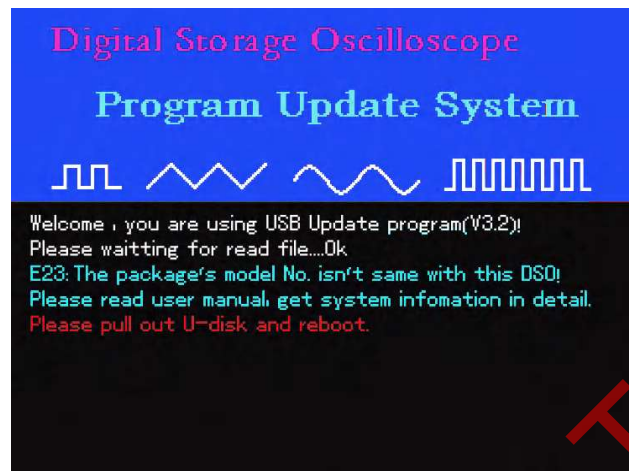 Digital Storage Oscilloscope
Program Update System
Welcome , you are using USB Update program(V3.2)!
Please waitting for read file....Ok
E23: The package's model No. isn't same with this DSO!
Please read user manual, get system infomation in detail.
Please pull out U-disk and reboot.